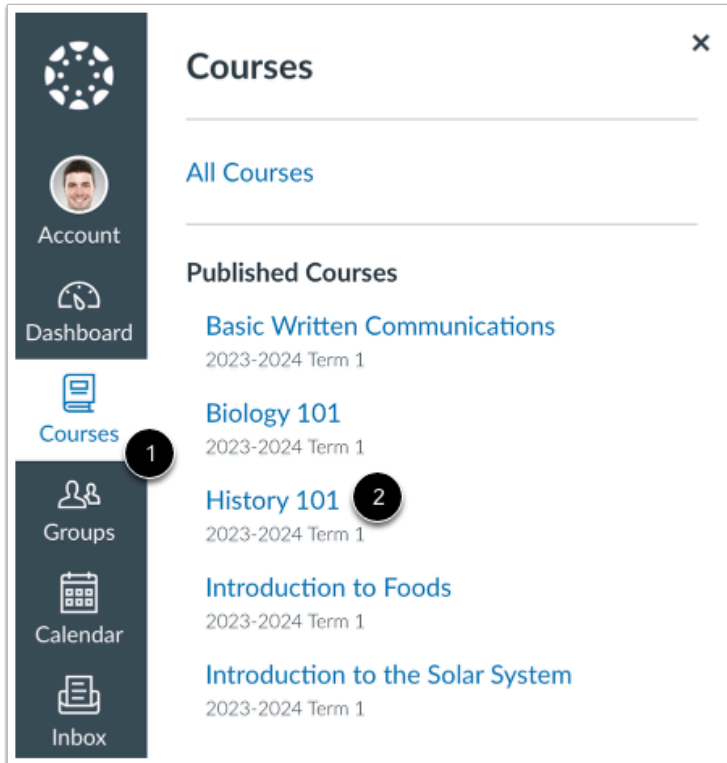 Courses
×
All Courses
Published Courses
Basic Written Communications
2023-2024 Term 1
Biology 101
2023-2024 Term 1
History 101 2
2023-2024 Term 1
Introduction to Foods
2023-2024 Term 1
Introduction to the Solar System
2023-2024 Term 1
Account
Dashboard
Courses 1
Groups
Calendar
Inbox